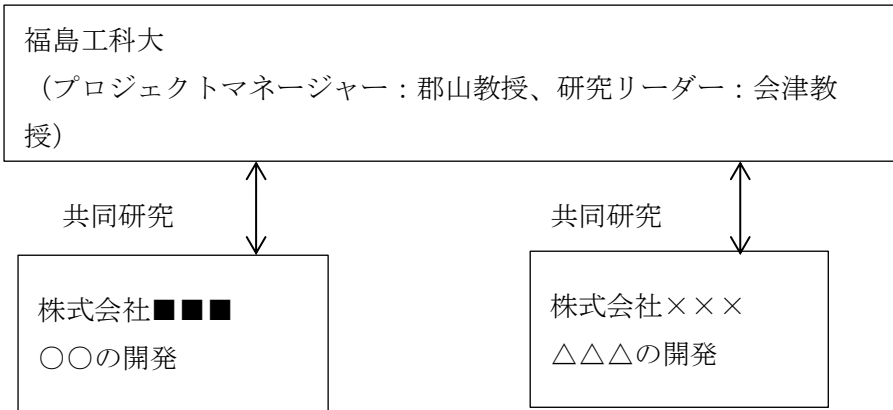 福島工科大
（プロジェクトマネージャー：郡山教授、研究リーダー：会津教
授）
共同研究
共同研究
株式会社■■■
○○の開発
株式会社×××
△△△の開発